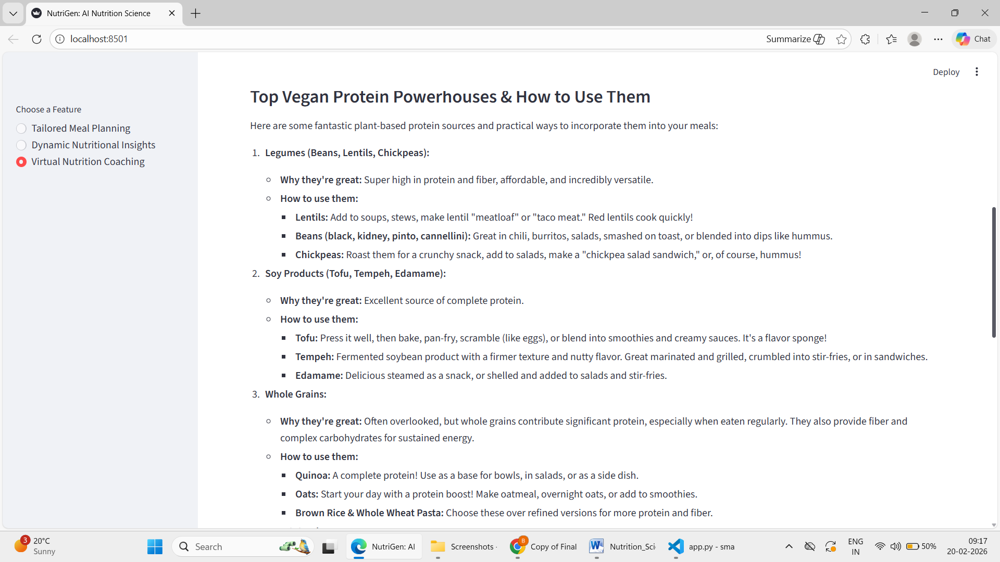 NutriGen: AI Nutrition Science
localhost:8501
Summarize
Chat
Deploy
Choose a Feature
Tailored Meal Planning
Dynamic Nutritional Insights
Virtual Nutrition Coaching
Top Vegan Protein Powerhouses & How to Use Them
Here are some fantastic plant-based protein sources and practical ways to incorporate them into your meals:
1. Legumes (Beans, Lentils, Chickpeas):
Why they're great: Super high in protein and fiber, affordable, and incredibly versatile.
How to use them:
Lentils: Add to soups, stews, make lentil "meatloaf" or "taco meat." Red lentils cook quickly!
Beans (black, kidney, pinto, cannellini): Great in chili, burritos, salads, smashed on toast, or blended into dips like hummus.
Chickpeas: Roast them for a crunchy snack, add to salads, make a "chickpea salad sandwich," or, of course, hummus!
2. Soy Products (Tofu, Tempeh, Edamame):
Why they're great: Excellent source of complete protein.
How to use them:
Tofu: Press it well, then bake, pan-fry, scramble (like eggs), or blend into smoothies and creamy sauces. It's a flavor sponge!
Tempeh: Fermented soybean product with a firmer texture and nutty flavor. Great marinated and grilled, crumbled into stir-fries, or in sandwiches.
Edamame: Delicious steamed as a snack, or shelled and added to salads and stir-fries.
3. Whole Grains:
Why they're great: Often overlooked, but whole grains contribute significant protein, especially when eaten regularly. They also provide fiber and
complex carbohydrates for sustained energy.
How to use them:
Quinoa: A complete protein! Use as a base for bowls, in salads, or as a side dish.
Oats: Start your day with a protein boost! Make oatmeal, overnight oats, or add to smoothies.
Brown Rice & Whole Wheat Pasta: Choose these over refined versions for more protein and fiber.
3
20°C
Sunny
Search
NutriGen: AI
Screenshots -
B
Copy of Final
Nutrition_Sci
app.py - sma
ENG
IN
50%
09:17
20-02-2026